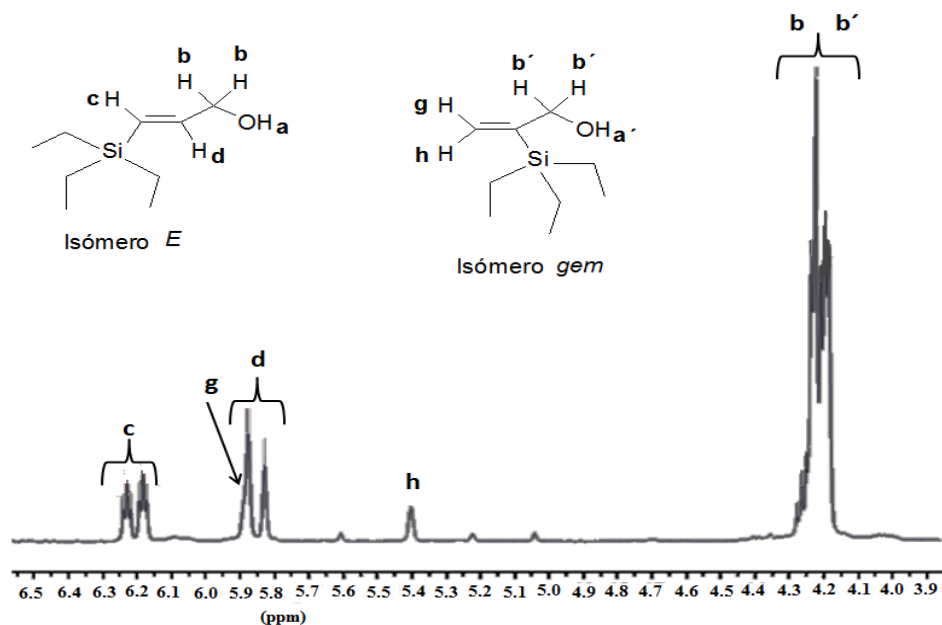 b b
c H H H
OH a
Si H d
Isómero E
b´ b´
g H H H
OH a´
h H Si
Isómero gem
b b´
c
g
d
h
6.5 6.4 6.3 6.2 6.1 6.0 5.9 5.8 5.7 5.6 5.5 5.4 5.3 5.2 5.1 5.0 4.9 4.8 4.7 4.6 4.5 4.4 4.3 4.2 4.1 4.0 3.9
(ppm)